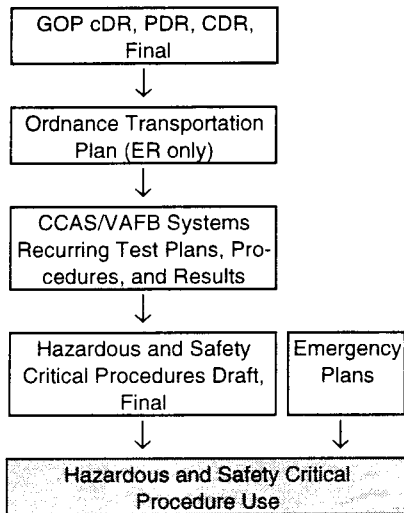 GOP cDR, PDR, CDR,
Final
Ordnance Transportation
Plan (ER only)
CCAS/VAFB Systems
Recurring Test Plans, Pro-
cedures, and Results
Hazardous and Safety
Critical Procedures Draft,
Final
Emergency
Plans
Hazardous and Safety Critical
Procedure Use